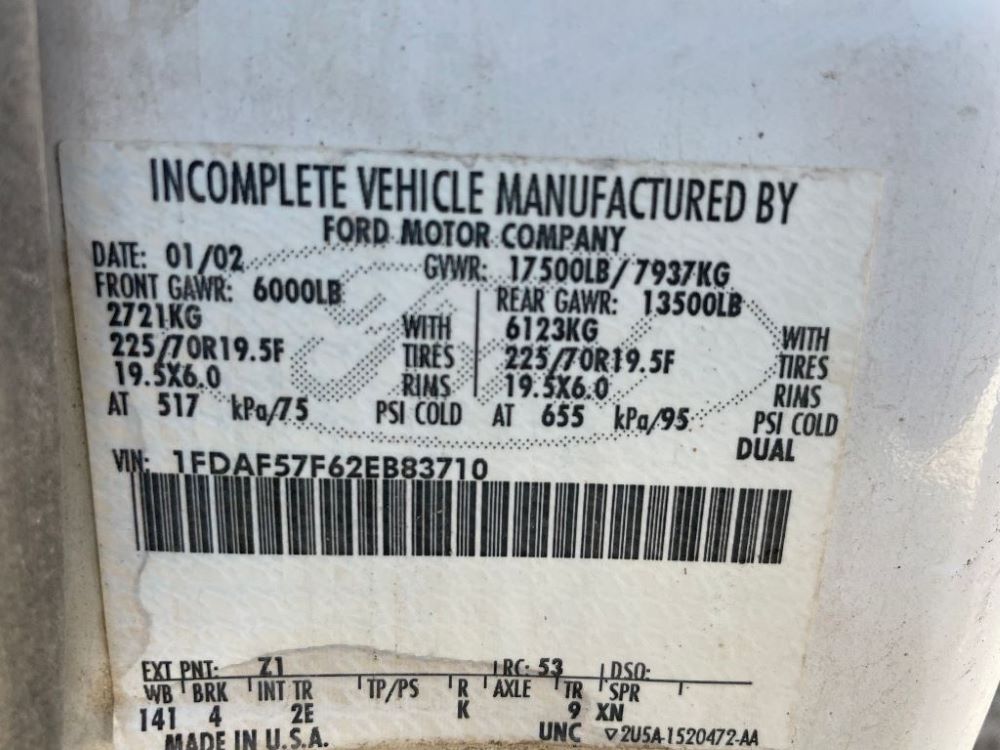 INCOMPLETE VEHICLE MANUFACTURED BY
FORD MOTOR COMPANY
DATE: 01/02 GVWR: 17500LB/7937KG
FRONT GAWR: 6000LB REAR GAWR: 13500LB
2721KG WITH 6123KG WITH
225/70R19.5F TIRES 225/70R19.5F TIRES
19.5X6.0 RIMS 19.5X6.0 RIMS
AT 517 kPa/75 PSI COLD AT 655 kPa/95 PSI COLD
DUAL
VIN: 1FDAF57F62EB83710
EXT PNT: Z1 RC: 53 DSO:
WB BRK INT TR TP/PS R AXLE TR SPR
141 4 2E K 9 XN
MADE IN U.S.A. UNC ▽2U5A-1520472-AA